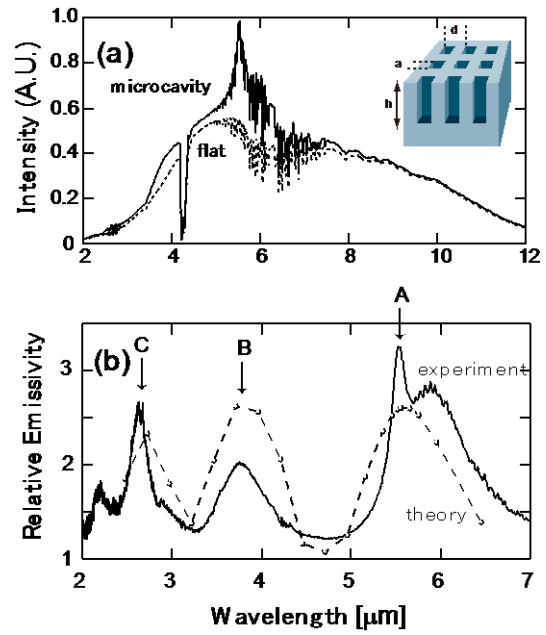 (a)
microcavity
flat
d
a
h
Intensity (A.U.)
1.0
0.8
0.6
0.4
0.2
0
2 4 6 8 10 12
(b)
C
B
A
experiment
theory
Relative Emissivity
3
2
1
2 3 4 5 6 7
Wavelength [μm]